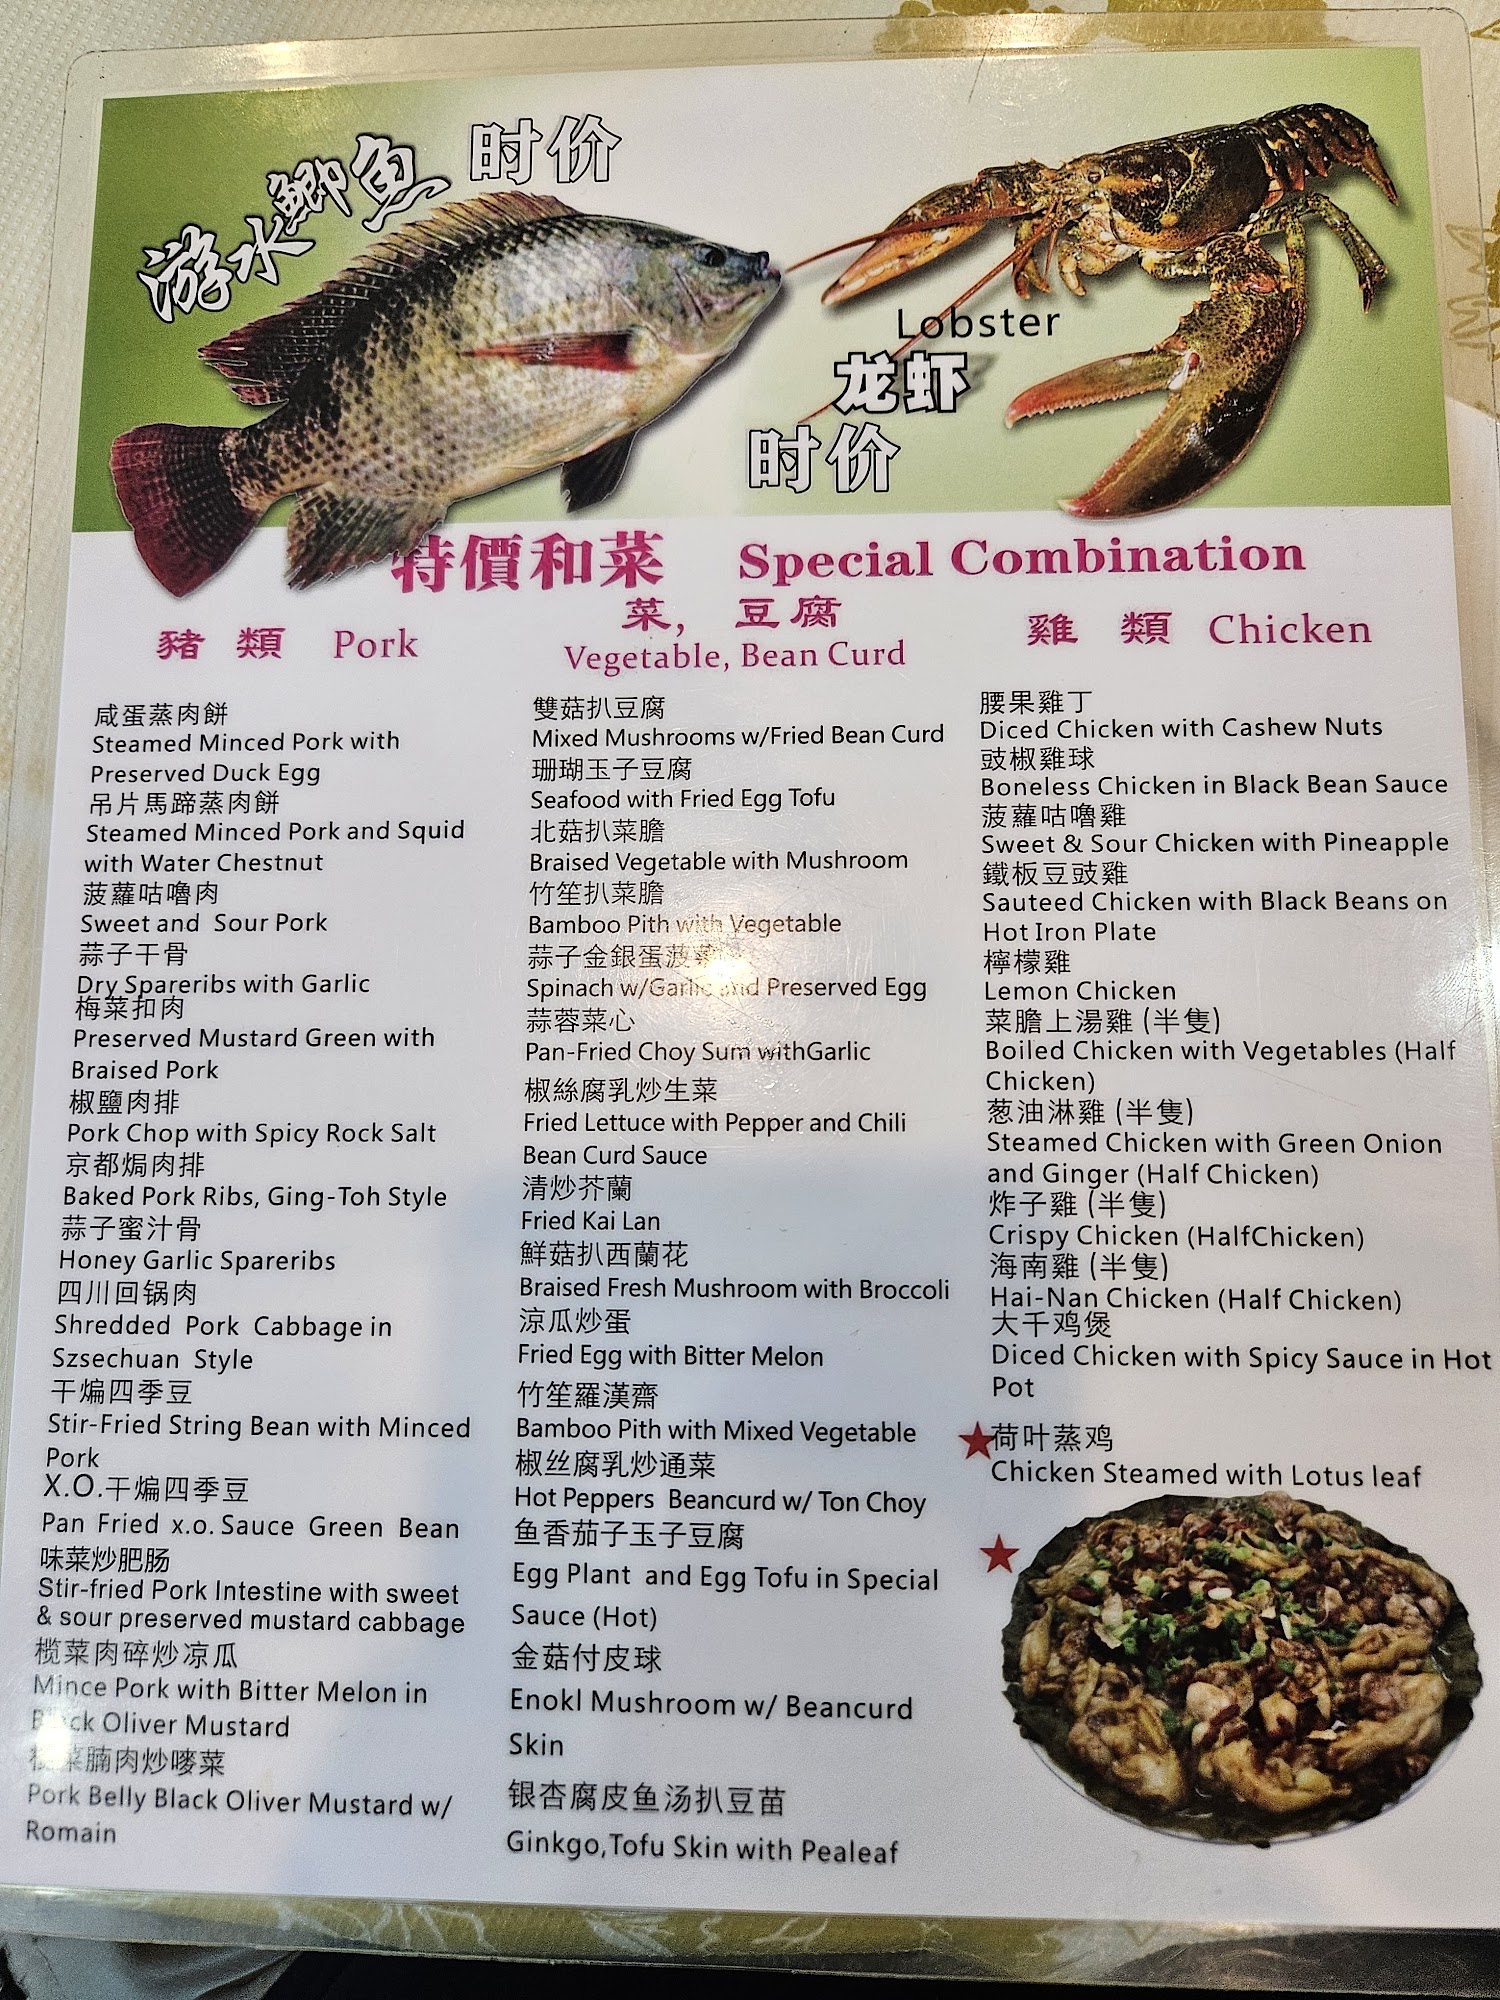 游水鲫鱼 时价
Lobster
龙虾
时价
特價和菜 Special Combination
豬 類 Pork
咸蛋蒸肉餅
Steamed Minced Pork with
Preserved Duck Egg
吊片馬蹄蒸肉餅
Steamed Minced Pork and Squid
with Water Chestnut
菠蘿咕嚕肉
Sweet and Sour Pork
蒜子干骨
Dry Spareribs with Garlic
梅菜扣肉
Preserved Mustard Green with
Braised Pork
椒鹽肉排
Pork Chop with Spicy Rock Salt
京都焗肉排
Baked Pork Ribs, Ging-Toh Style
蒜子蜜汁骨
Honey Garlic Spareribs
四川回锅肉
Shredded Pork Cabbage in
Szsechuan Style
干煸四季豆
Stir-Fried String Bean with Minced
Pork
X.O.干煸四季豆
Pan Fried x.o. Sauce Green Bean
味菜炒肥肠
Stir-fried Pork Intestine with sweet
& sour preserved mustard cabbage
榄菜肉碎炒凉瓜
Mince Pork with Bitter Melon in
Black Oliver Mustard
菜腩肉炒嘜菜
Pork Belly Black Oliver Mustard w/
Romain
菜, 豆腐
Vegetable, Bean Curd
雙菇扒豆腐
Mixed Mushrooms w/Fried Bean Curd
珊瑚玉子豆腐
Seafood with Fried Egg Tofu
北菇扒菜膽
Braised Vegetable with Mushroom
竹笙扒菜膽
Bamboo Pith with Vegetable
蒜子金銀蛋菠菜
Spinach w/Garlic and Preserved Egg
蒜蓉菜心
Pan-Fried Choy Sum withGarlic
椒絲腐乳炒生菜
Fried Lettuce with Pepper and Chili
Bean Curd Sauce
清炒芥蘭
Fried Kai Lan
鮮菇扒西蘭花
Braised Fresh Mushroom with Broccoli
涼瓜炒蛋
Fried Egg with Bitter Melon
竹笙羅漢齋
Bamboo Pith with Mixed Vegetable
椒丝腐乳炒通菜
Hot Peppers Beancurd w/ Ton Choy
鱼香茄子玉子豆腐
Egg Plant and Egg Tofu in Special
Sauce (Hot)
金菇付皮球
Enokl Mushroom w/ Beancurd
Skin
银杏腐皮鱼汤扒豆苗
Ginkgo,Tofu Skin with Pealeaf
雞 類 Chicken
腰果雞丁
Diced Chicken with Cashew Nuts
豉椒雞球
Boneless Chicken in Black Bean Sauce
菠蘿咕嚕雞
Sweet & Sour Chicken with Pineapple
鐵板豆豉雞
Sauteed Chicken with Black Beans on
Hot Iron Plate
檸檬雞
Lemon Chicken
菜膽上湯雞 (半隻)
Boiled Chicken with Vegetables (Half
Chicken)
葱油淋雞 (半隻)
Steamed Chicken with Green Onion
and Ginger (Half Chicken)
炸子雞 (半隻)
Crispy Chicken (HalfChicken)
海南雞 (半隻)
Hai-Nan Chicken (Half Chicken)
大千鸡煲
Diced Chicken with Spicy Sauce in Hot
Pot
荷叶蒸鸡
Chicken Steamed with Lotus leaf